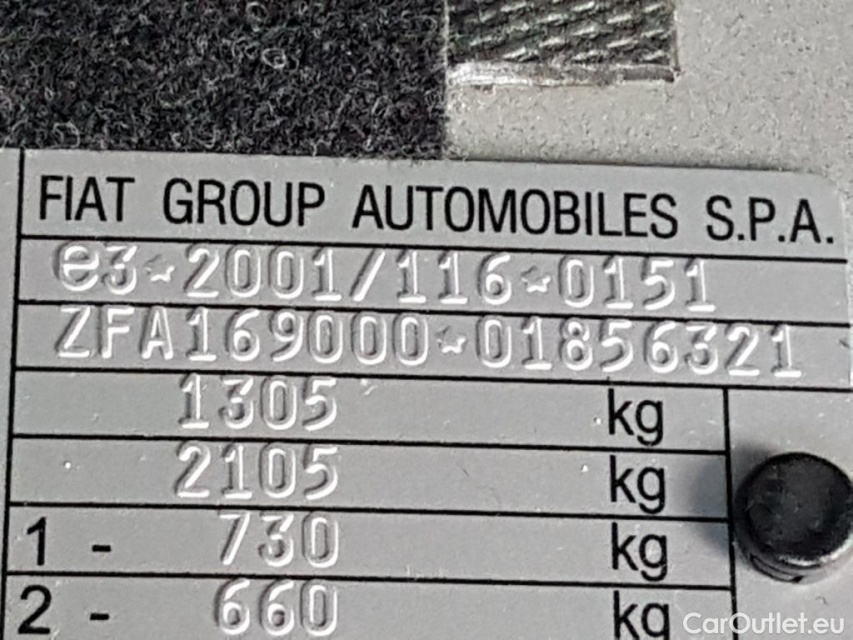 FIAT GROUP AUTOMOBILES S.P.A.
e3*2001/116*0151
ZFA169000*01856321
1305 kg
2105 kg
1 - 730 kg
2 - 660 kg
CarOutlet.eu